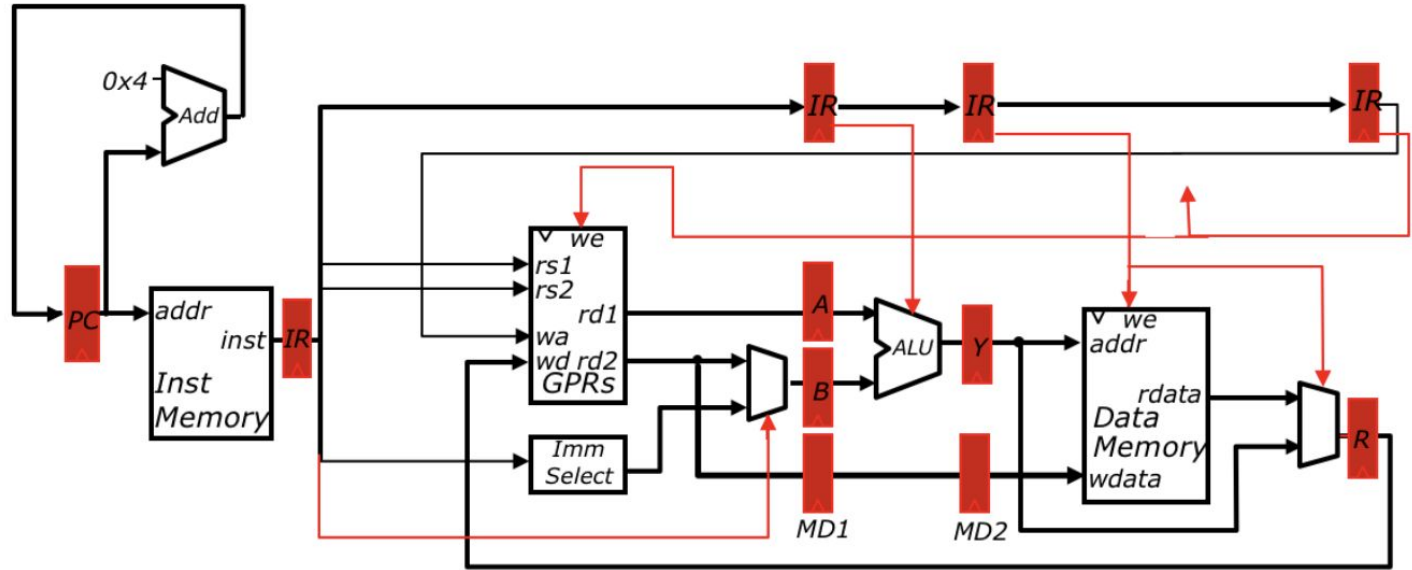 0x4
Add
IR
IR
IR
we
PC
addr
inst
Inst
Memory
IR
rs1
rs2
rd1
wa
wd rd2
GPRs
Imm
Select
A
B
ALU
Y
MD1
MD2
we
addr
rdata
Data
Memory
wdata
R